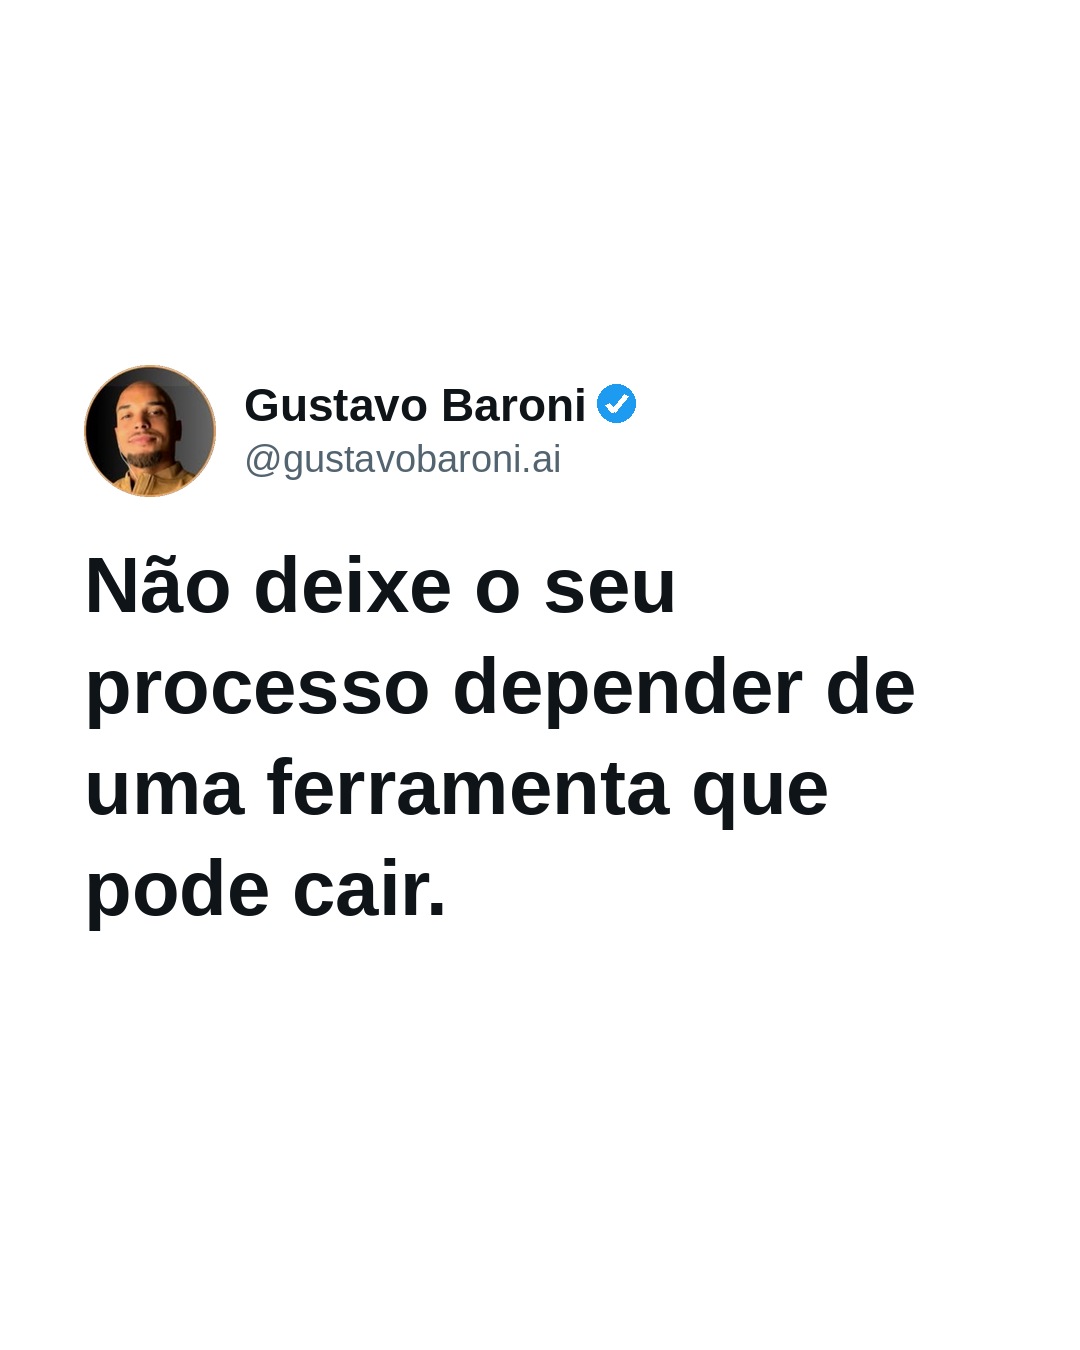 Gustavo Baroni
@gustavobaroni.ai
Não deixe o seu
processo depender de
uma ferramenta que
pode cair.